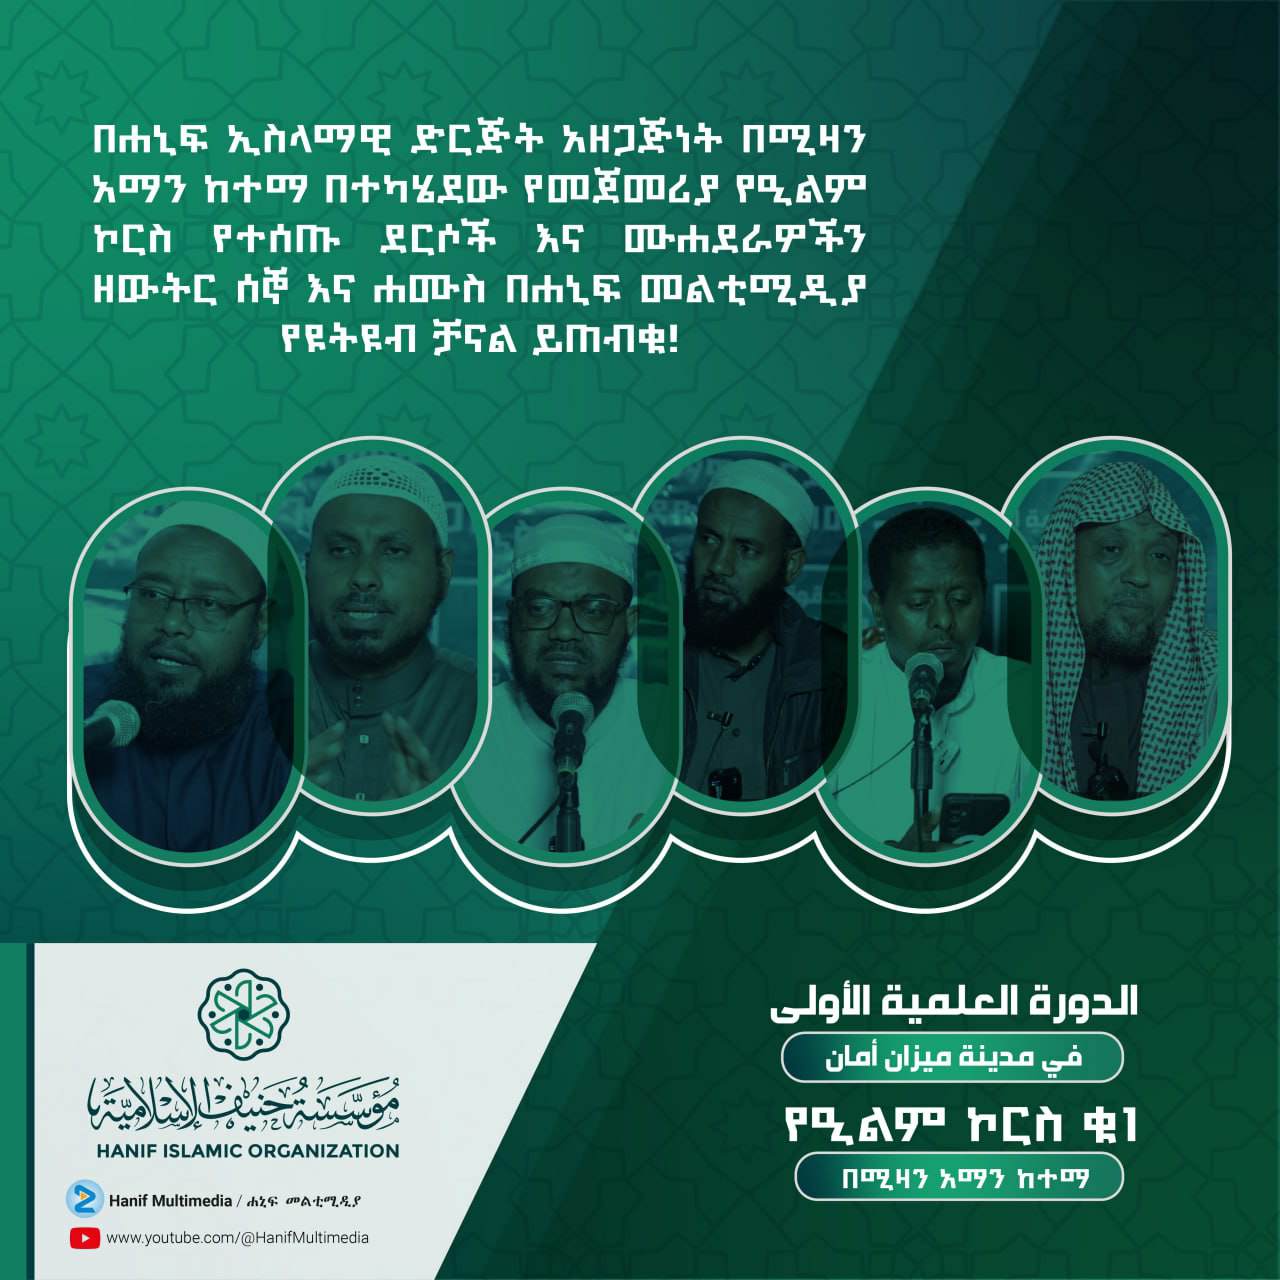 በሐኒፍ ኢስላማዊ ድርጅት አዘጋጅነት በሚዛን
አማን ከተማ በተካሄደው የመጀመሪያ የዒልም
ኮርስ የተሰጡ ደርሶች እና ሙሐደራዎችን
ዘውትር ሰኞ እና ሐሙስ በሐኒፍ መልቲሚዲያ
የዩትዩብ ቻናል ይጠብቁ!
الدورة العلمية الأولى
في مدينة ميزان أمان
የዒልም ኮርስ ቁ1
በሚዛን አማን ከተማ
مؤسسة حنيف الإسلامية
HANIF ISLAMIC ORGANIZATION
Hanif Multimedia / ሐኒፍ መልቲሚዲያ
www.youtube.com/@HanifMultimedia